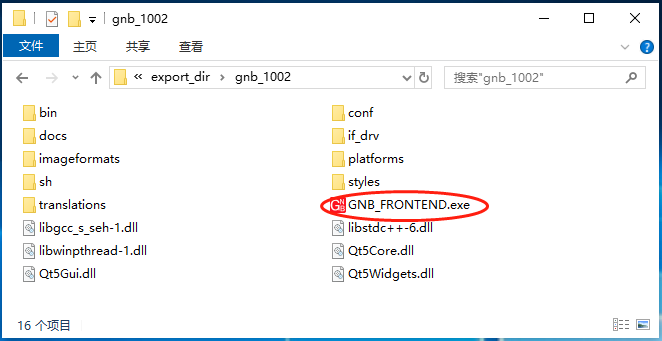 gnb_1002
文件 主页 共享 查看
« export_dir › gnb_1002 搜索"gnb_1002"
bin conf
docs if_drv
imageformats platforms
sh styles
translations GNB_FRONTEND.exe
libgcc_s_seh-1.dll libstdc++-6.dll
libwinpthread-1.dll Qt5Core.dll
Qt5Gui.dll Qt5Widgets.dll
16 个项目